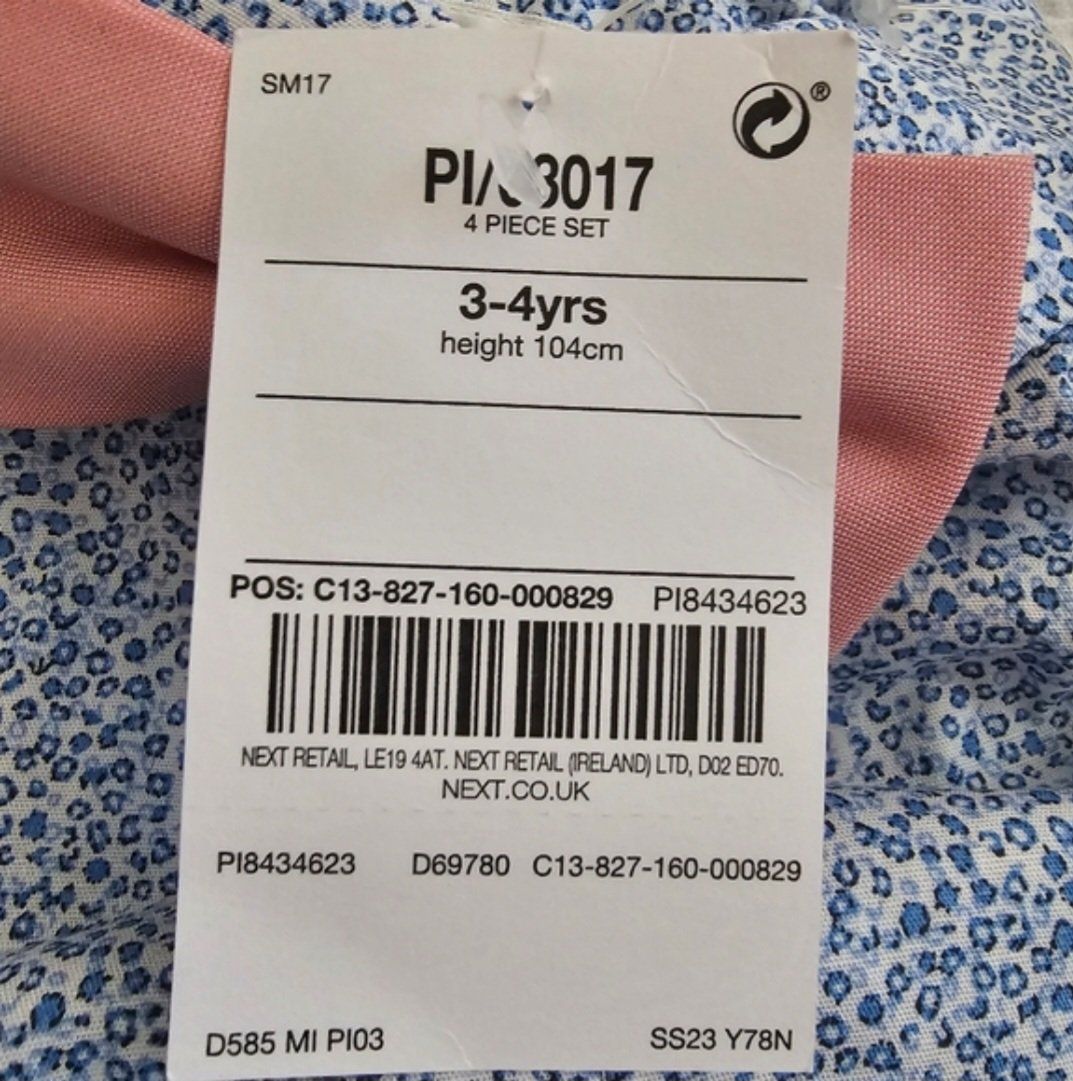 SM17
®
4 PIECE SET
3-4yrs
height 104cm
POS: C13-827-160-000829 PI8434623
NEXT RETAIL, LE19 4AT. NEXT RETAIL (IRELAND) LTD, D02 ED70.
NEXT.CO.UK
PI8434623 D69780 C13-827-160-000829
D585 MI PI03 SS23 Y78N